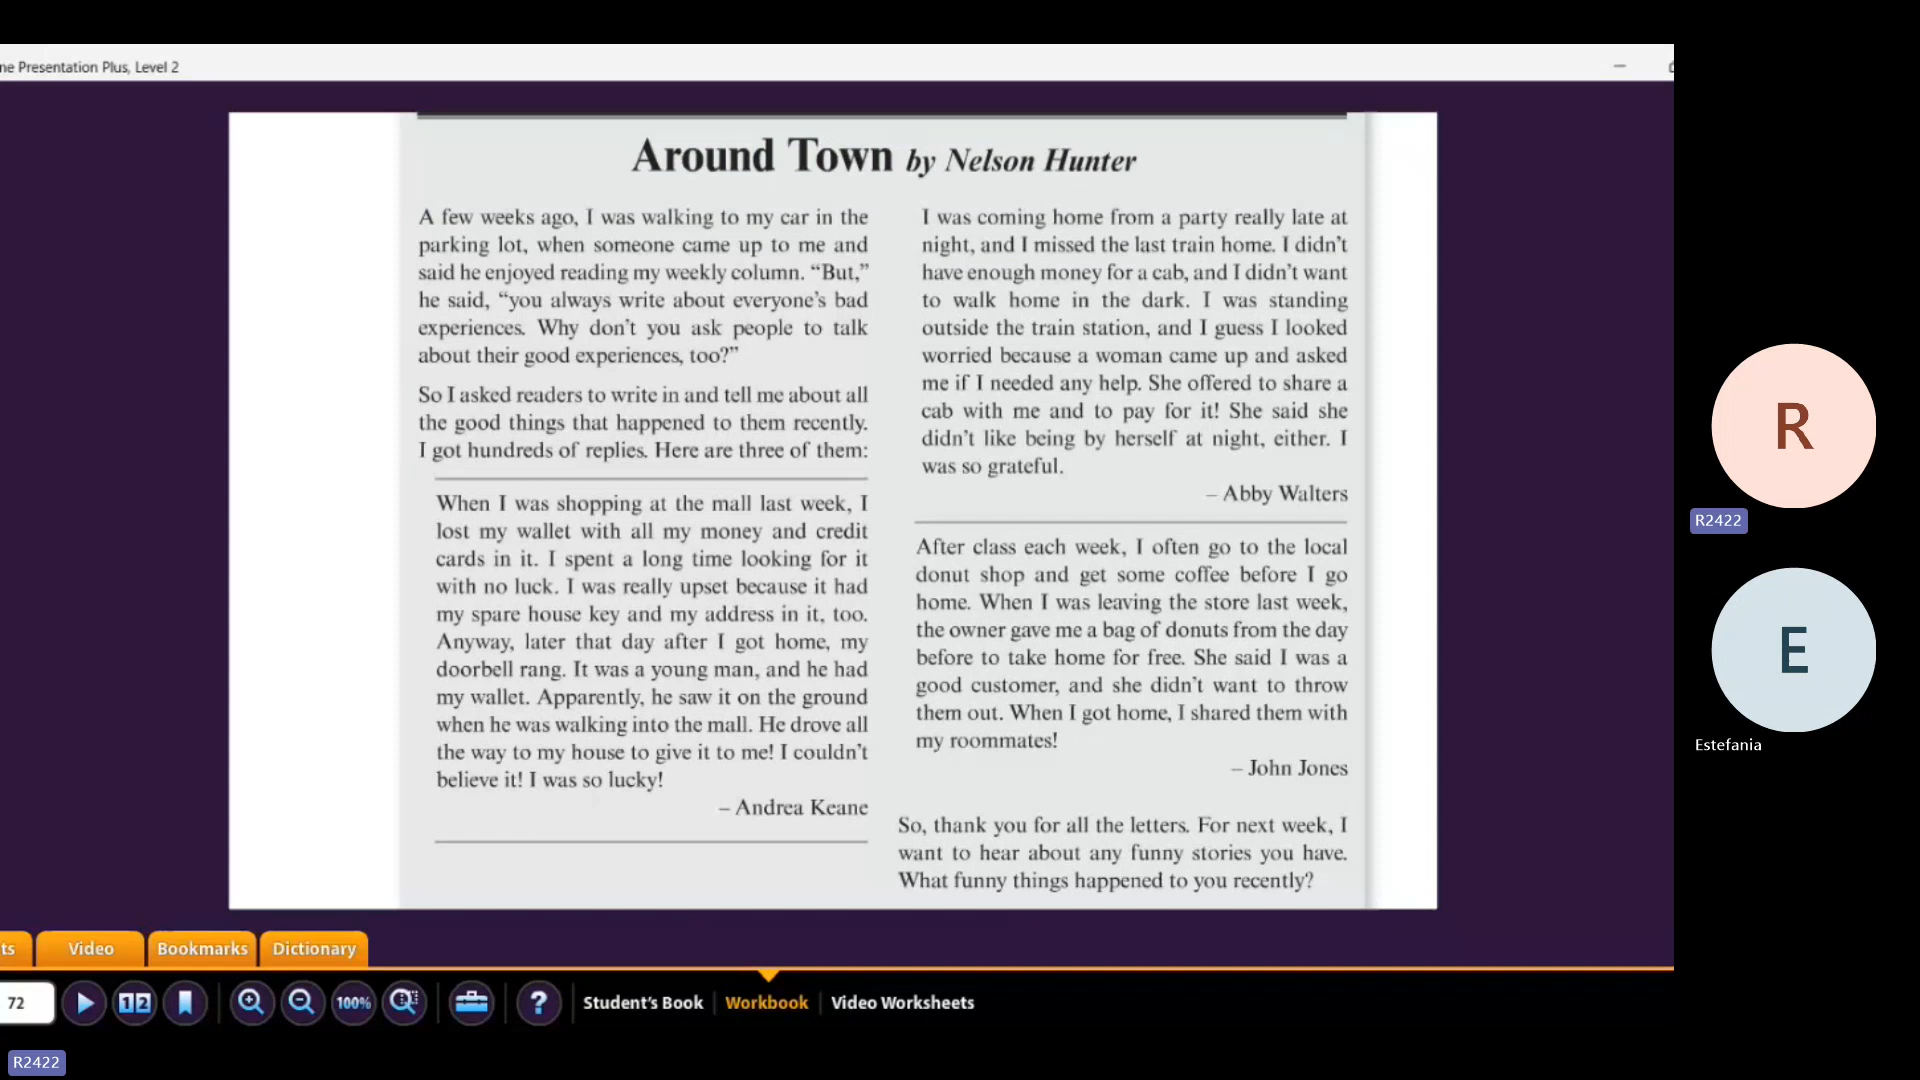 ne Presentation Plus, Level 2
Around Town by Nelson Hunter
A few weeks ago, I was walking to my car in the
parking lot, when someone came up to me and
said he enjoyed reading my weekly column. “But,”
he said, “you always write about everyone’s bad
experiences. Why don’t you ask people to talk
about their good experiences, too?”
So I asked readers to write in and tell me about all
the good things that happened to them recently.
I got hundreds of replies. Here are three of them:
When I was shopping at the mall last week, I
lost my wallet with all my money and credit
cards in it. I spent a long time looking for it
with no luck. I was really upset because it had
my spare house key and my address in it, too.
Anyway, later that day after I got home, my
doorbell rang. It was a young man, and he had
my wallet. Apparently, he saw it on the ground
when he was walking into the mall. He drove all
the way to my house to give it to me! I couldn’t
believe it! I was so lucky!
– Andrea Keane
I was coming home from a party really late at
night, and I missed the last train home. I didn’t
have enough money for a cab, and I didn’t want
to walk home in the dark. I was standing
outside the train station, and I guess I looked
worried because a woman came up and asked
me if I needed any help. She offered to share a
cab with me and to pay for it! She said she
didn’t like being by herself at night, either. I
was so grateful.
– Abby Walters
After class each week, I often go to the local
donut shop and get some coffee before I go
home. When I was leaving the store last week,
the owner gave me a bag of donuts from the day
before to take home for free. She said I was a
good customer, and she didn’t want to throw
them out. When I got home, I shared them with
my roommates!
– John Jones
So, thank you for all the letters. For next week, I
want to hear about any funny stories you have.
What funny things happened to you recently?
R
R2422
E
Estefania
ts Video Bookmarks Dictionary
72 12 100% ? Student’s Book Workbook Video Worksheets
R2422